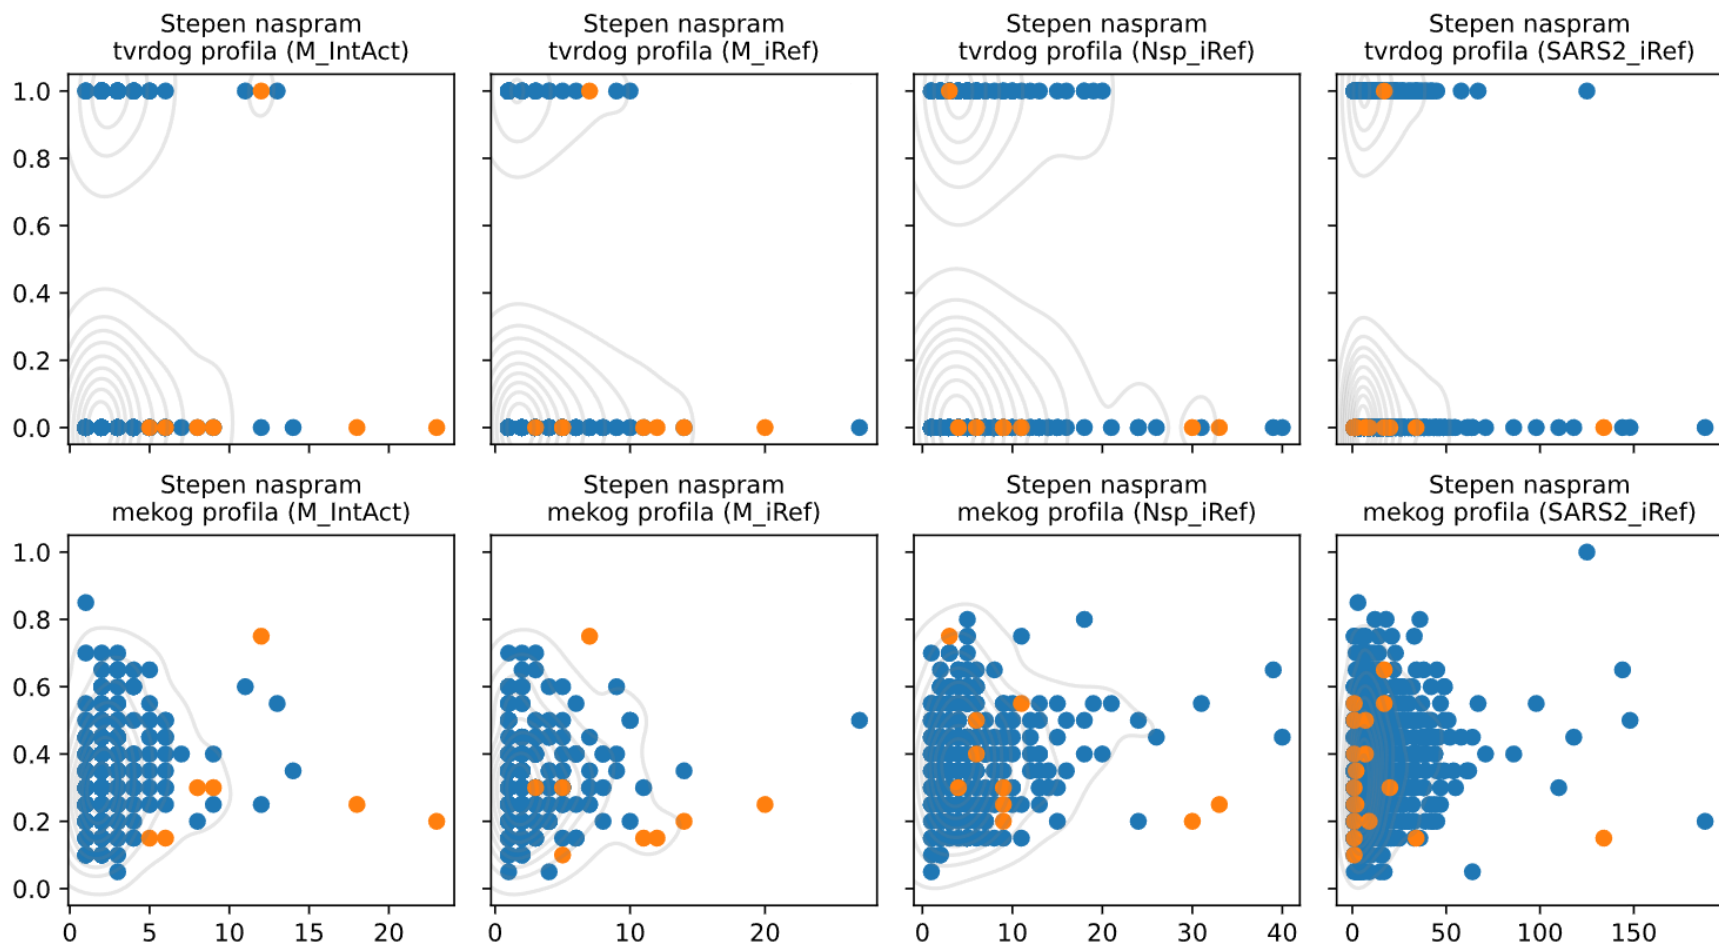 Stepen naspram
tvrdog profila (M_IntAct)
Stepen naspram
tvrdog profila (M_iRef)
Stepen naspram
tvrdog profila (Nsp_iRef)
Stepen naspram
tvrdog profila (SARS2_iRef)
1.0
0.8
0.6
0.4
0.2
0.0
Stepen naspram
mekog profila (M_IntAct)
Stepen naspram
mekog profila (M_iRef)
Stepen naspram
mekog profila (Nsp_iRef)
Stepen naspram
mekog profila (SARS2_iRef)
1.0
0.8
0.6
0.4
0.2
0.0
0 5 10 15 20
0 10 20
0 10 20 30 40
0 50 100 150